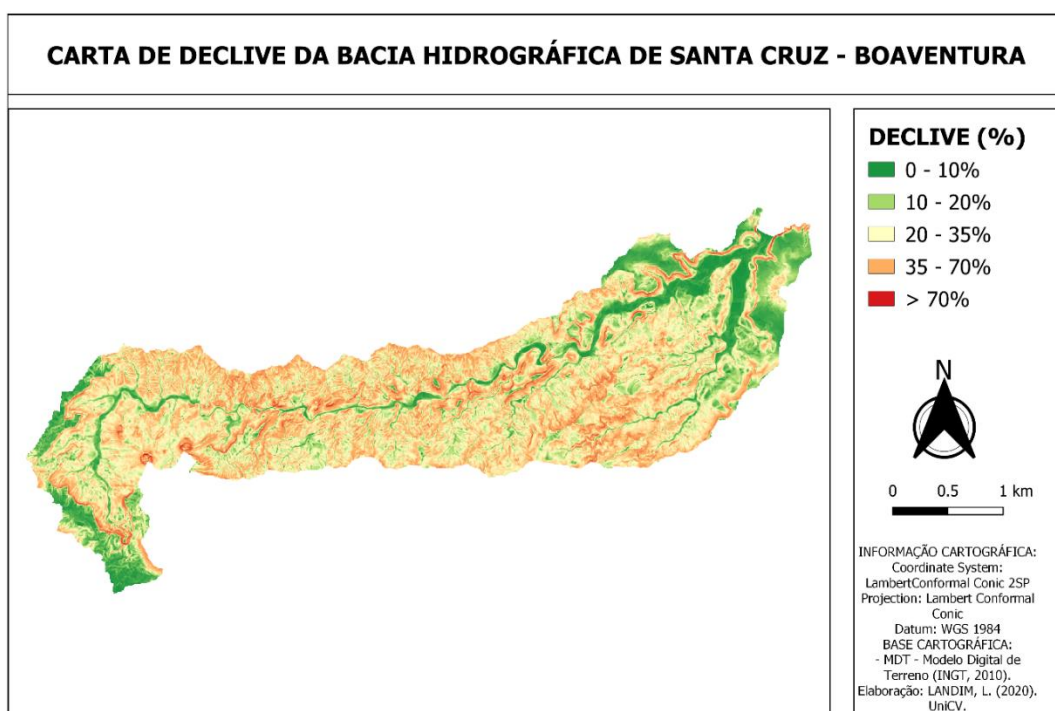 CARTA DE DECLIVE DA BACIA HIDROGRÁFICA DE SANTA CRUZ - BOAVENTURA
DECLIVE (%)
0 - 10%
10 - 20%
20 - 35%
35 - 70%
> 70%
N
0 0.5 1 km
INFORMAÇÃO CARTOGRÁFICA:
Coordinate System:
LambertConformal Conic 2SP
Projection: Lambert Conformal
Conic
Datum: WGS 1984
BASE CARTOGRÁFICA:
- MDT - Modelo Digital de
Terreno (INGT, 2010).
Elaboração: LANDIM, L. (2020).
UniCV.